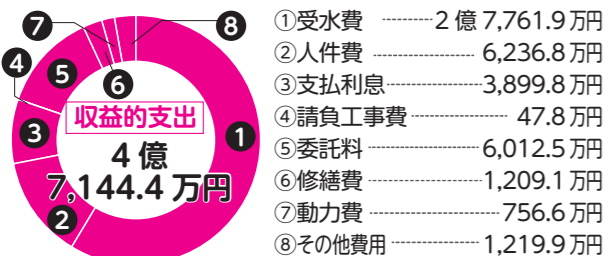 ⑦
⑧
④
⑤
⑥
③
①
②
収益的支出
4億
7,144.4万円
①受水費 2億7,761.9万円
②人件費 6,236.8万円
③支払利息 3,899.8万円
④請負工事費 47.8万円
⑤委託料 6,012.5万円
⑥修繕費 1,209.1万円
⑦動力費 756.6万円
⑧その他費用 1,219.9万円